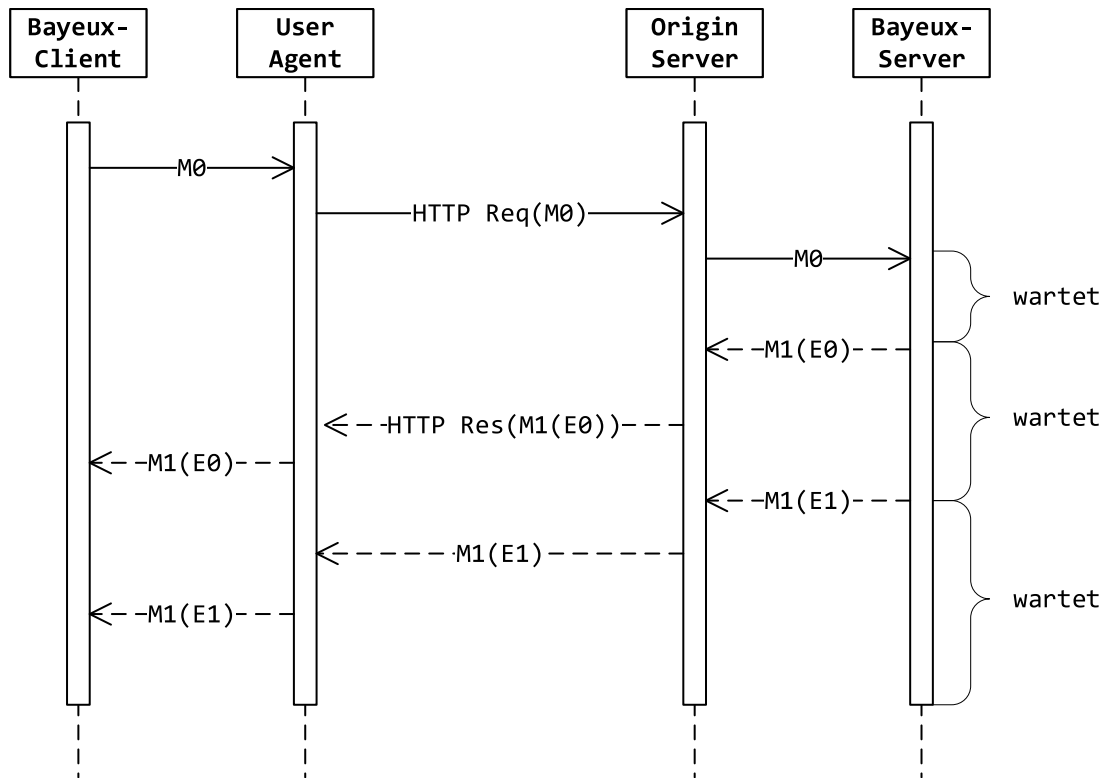 Bayeux-
Client
User
Agent
Origin
Server
Bayeux-
Server
M0
HTTP Req(M0)
M0
wartet
M1(E0)
wartet
HTTP Res(M1(E0))
M1(E0)
M1(E1)
M1(E1)
wartet
M1(E1)